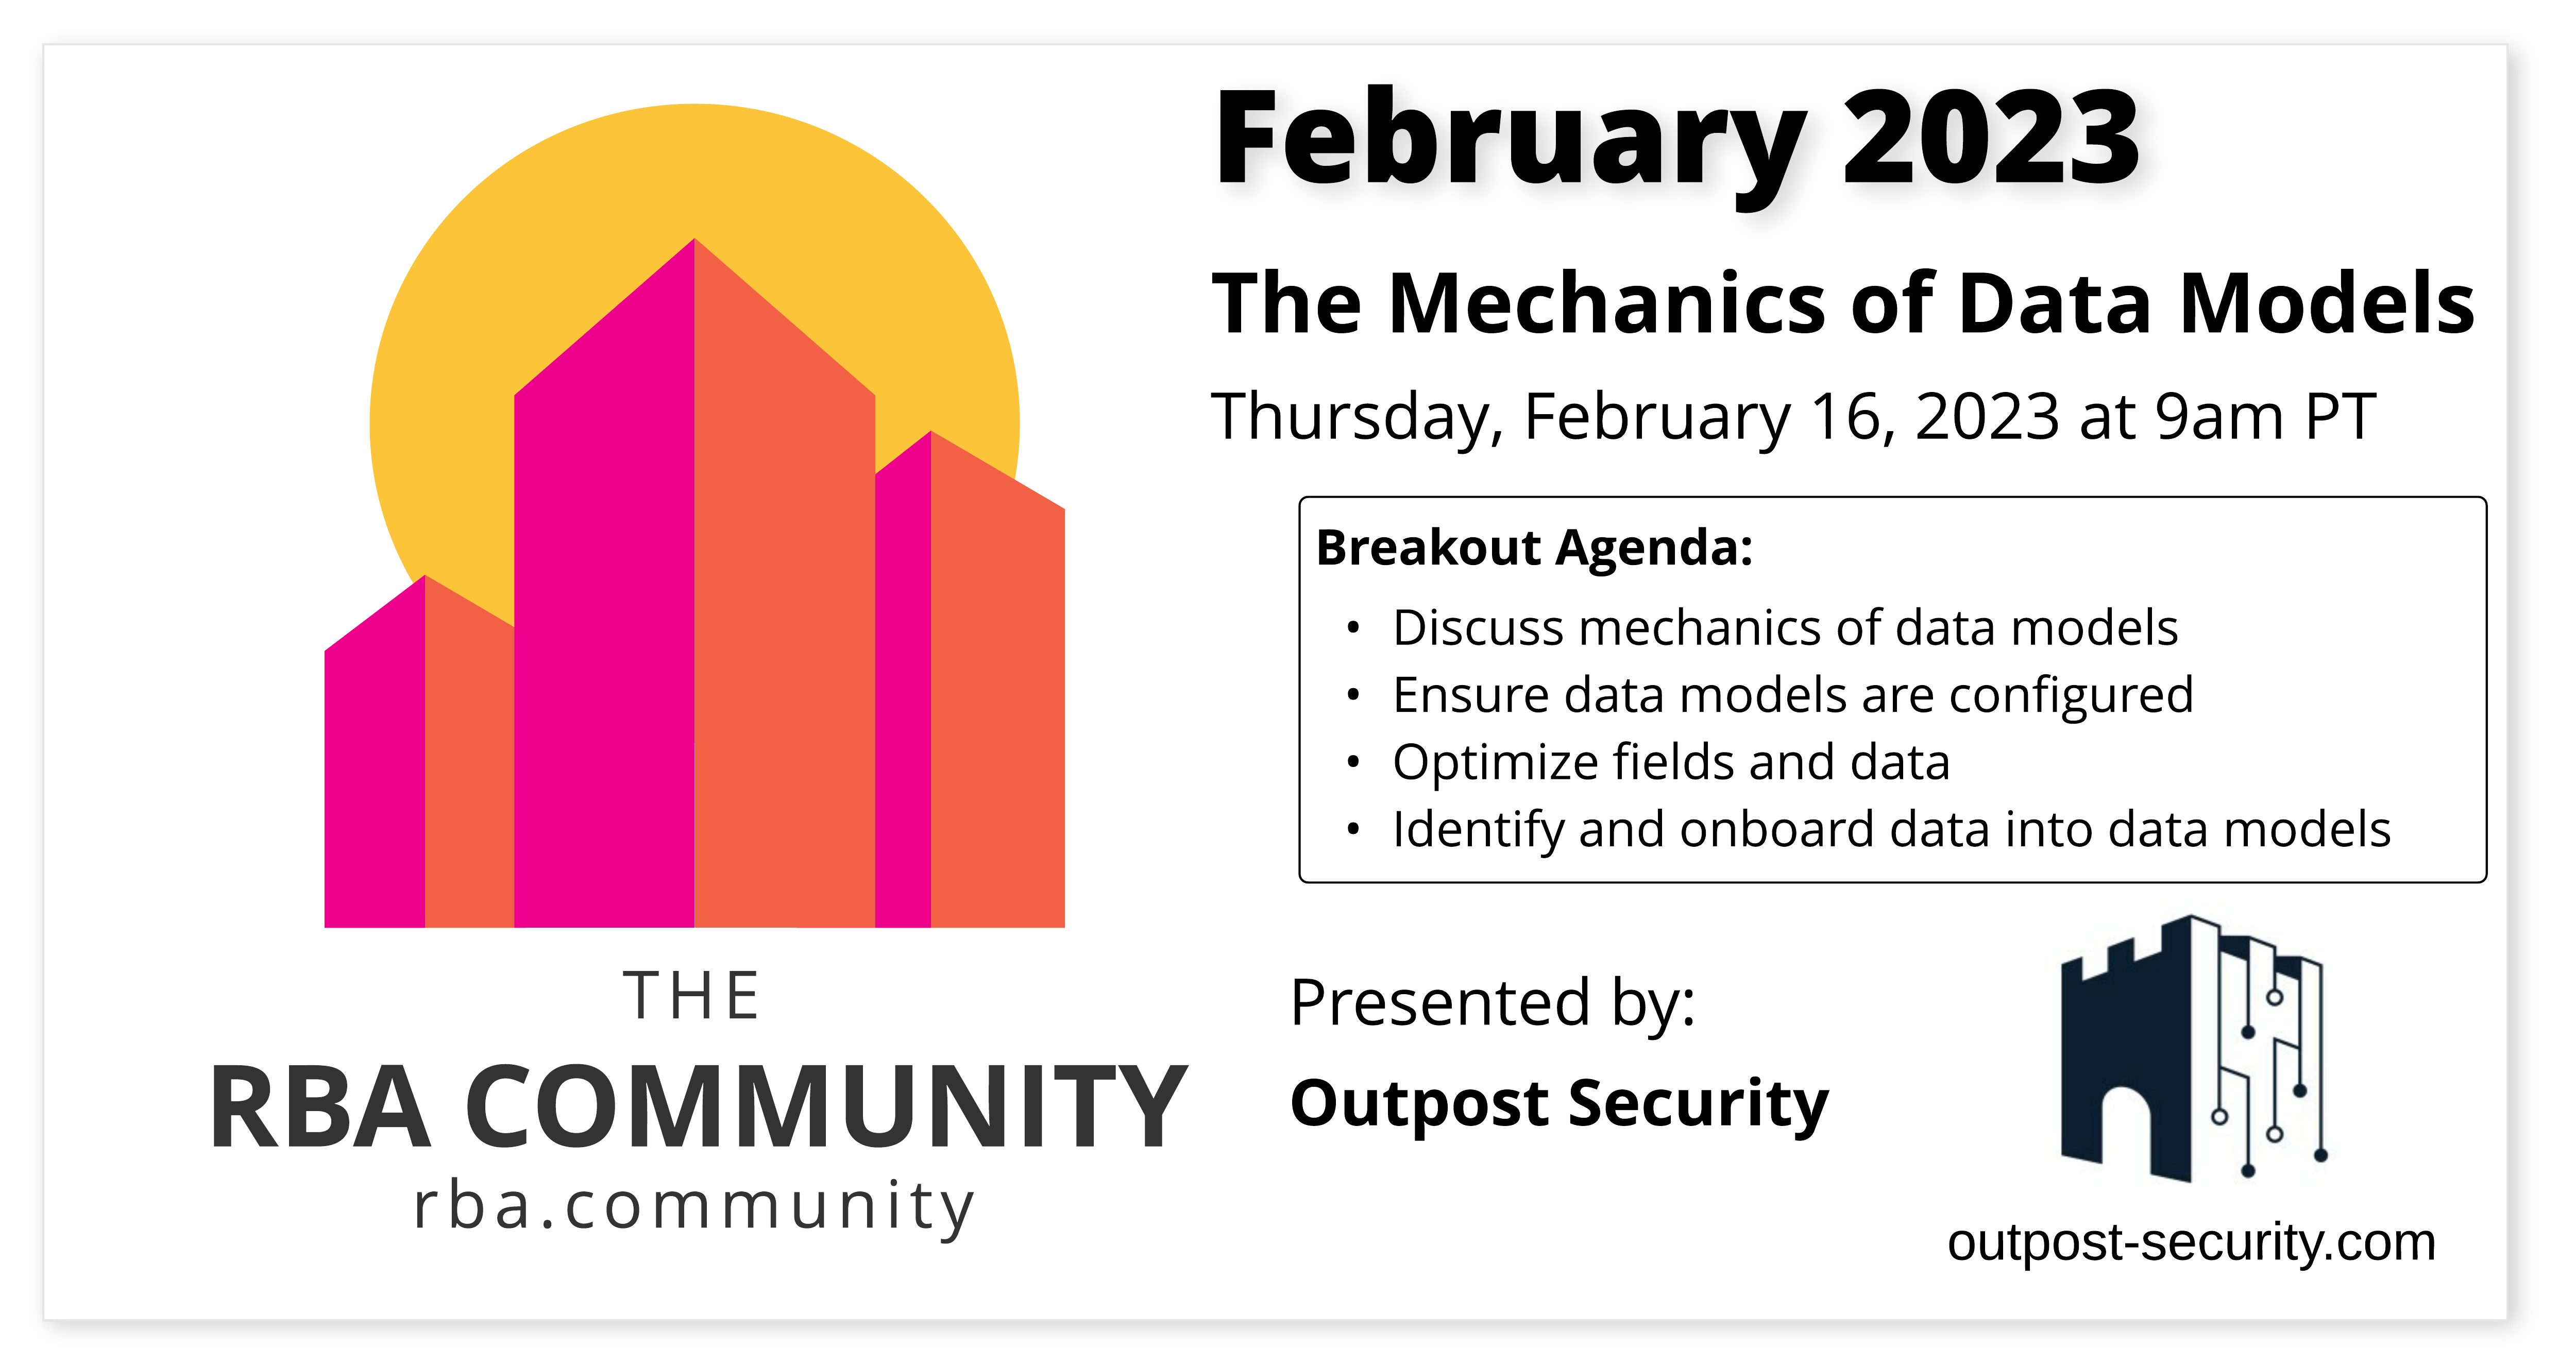 February 2023
The Mechanics of Data Models
Thursday, February 16, 2023 at 9am PT
Breakout Agenda:
• Discuss mechanics of data models
• Ensure data models are configured
• Optimize fields and data
• Identify and onboard data into data models
Presented by:
Outpost Security
outpost-security.com
THE
RBA COMMUNITY
rba.community